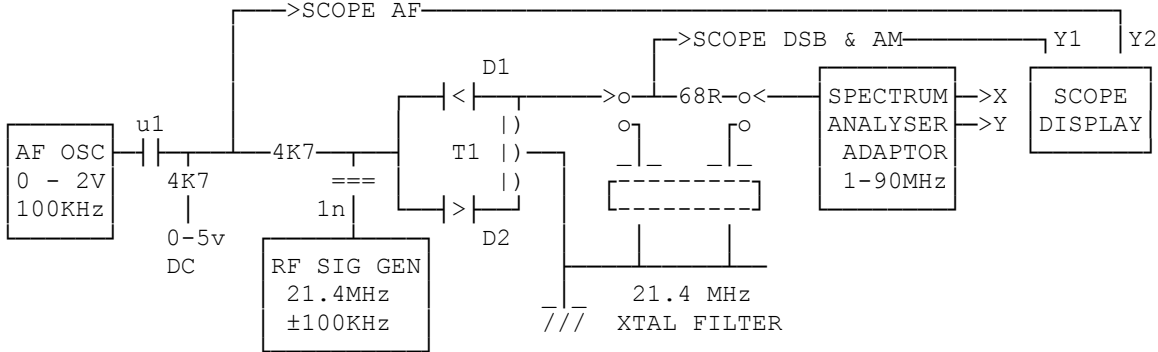 >SCOPE AF
>SCOPE DSB & AM Y1 Y2
D1
<
>o 68R o< SPECTRUM >X SCOPE
u1 |) o o ANALYSER >Y DISPLAY
AF OSC 4K7 T1 |) ADAPTOR
0 - 2V 4K7 === |) 1-90MHz
100KHz 1n >
0-5v D2
DC RF SIG GEN
21.4MHz 21.4 MHz
±100KHz /// XTAL FILTER